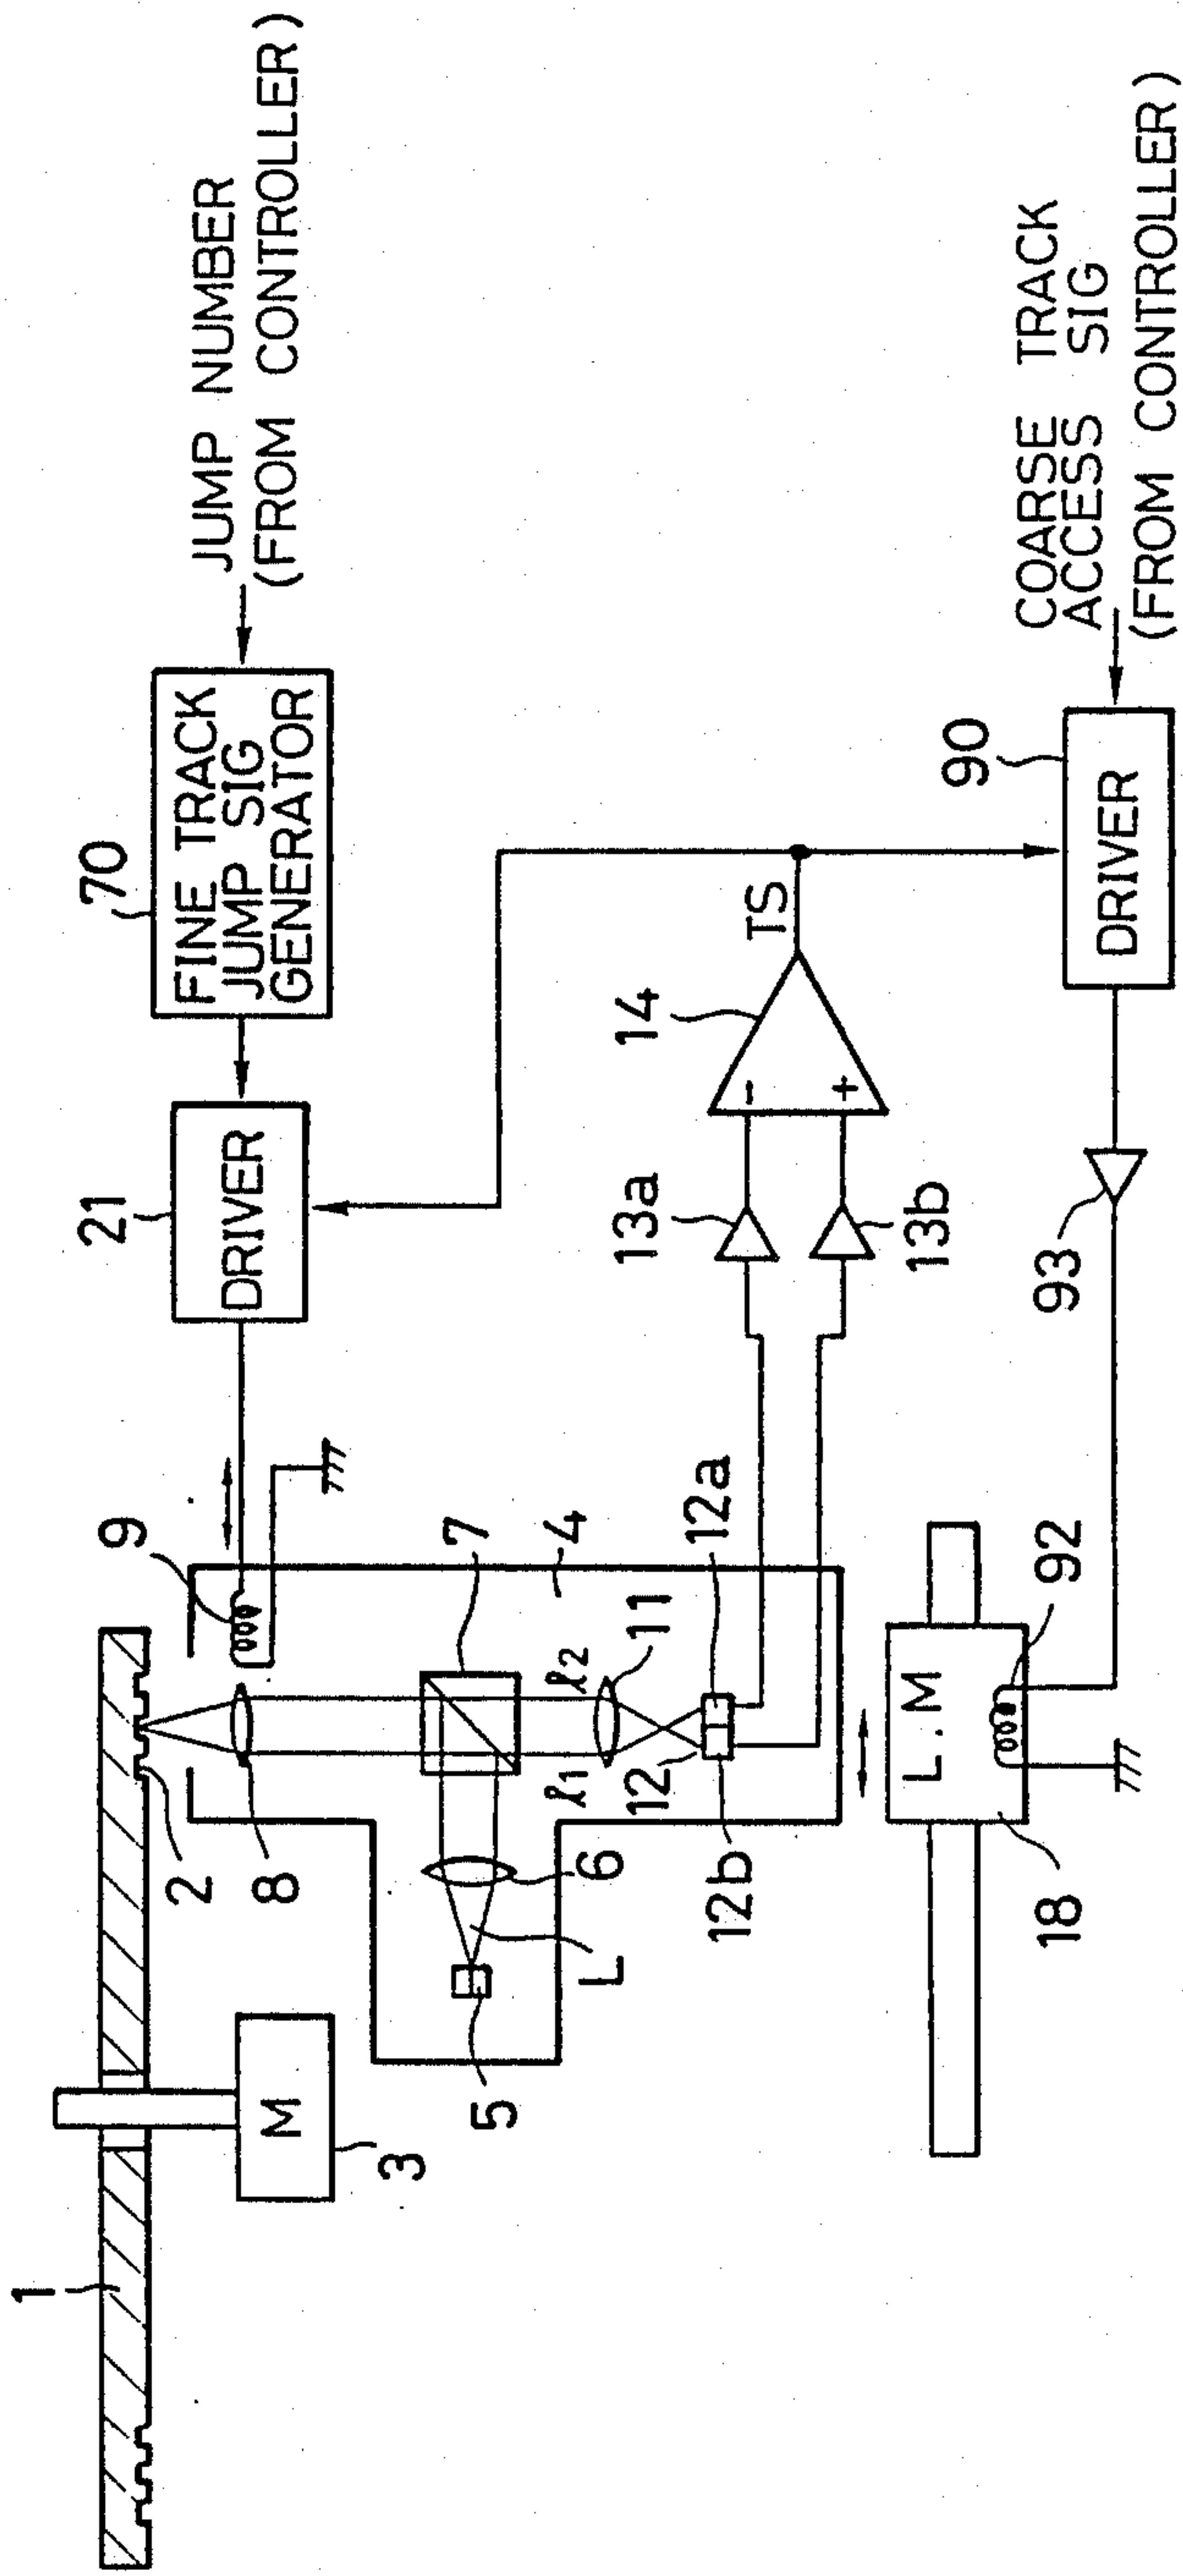 JUMP NUMBER
(FROM CONTROLLER)
70
FINE TRACK
JUMP SIG
GENERATOR
21
DRIVER
9
1
2
8
3
M
7
4
5
6
L
ℓ1
ℓ2
11
12
12a
12b
13a
13b
14
-
+
TS
COARSE TRACK
ACCESS SIG
(FROM CONTROLLER)
90
DRIVER
93
92
L.M
18